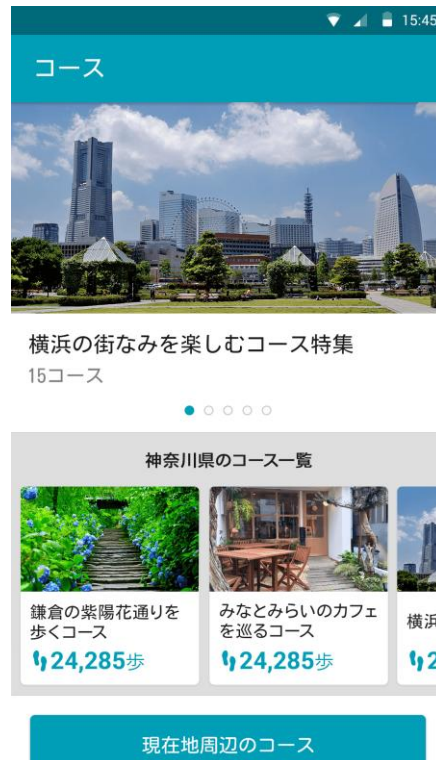 15:45
コース
横浜の街なみを楽しむコース特集
15コース
神奈川県のコース一覧
鎌倉の紫陽花通りを
歩くコース
24,285歩
みなとみらいのカフェ
を巡るコース
24,285歩
横浜
2
現在地周辺のコース